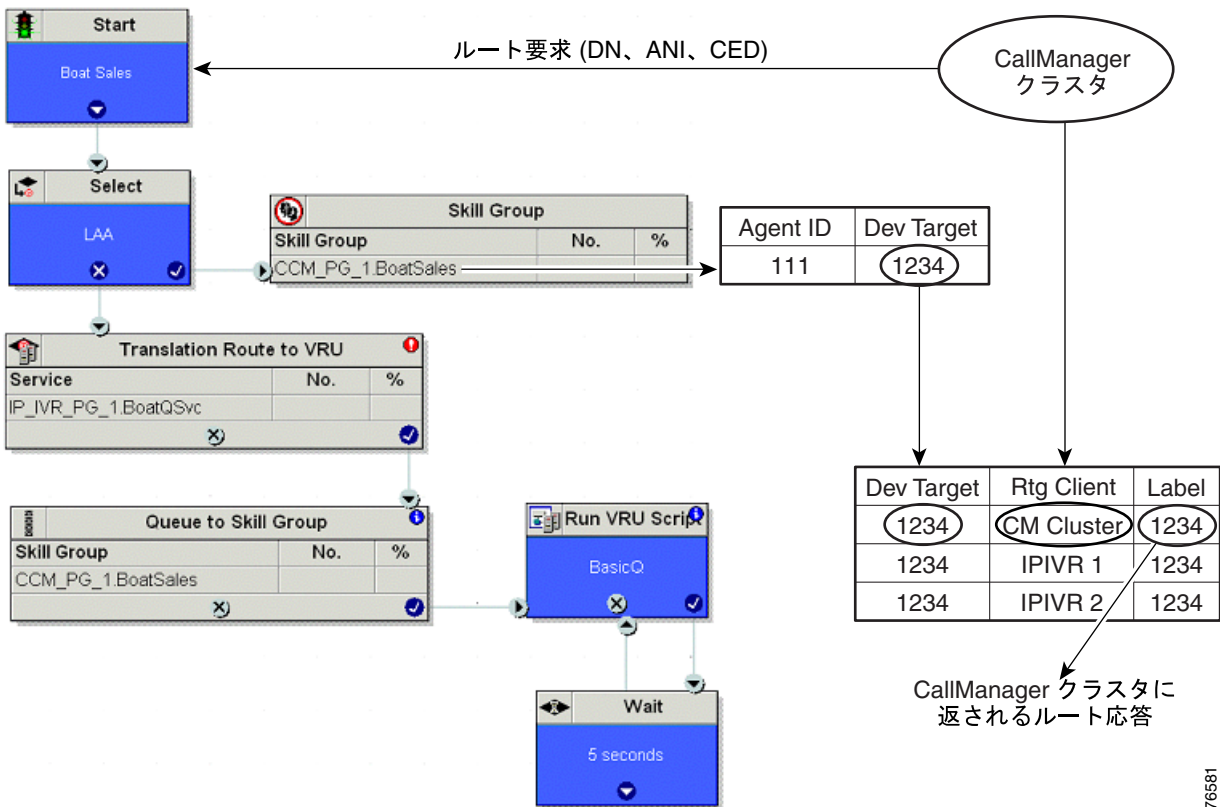 Start
Boat Sales
ルート要求 (DN、ANI、CED)
CallManager
クラスタ
Select
LAA
Skill Group
Skill Group No. %
CCM_PG_1.BoatSales
Agent ID Dev Target
111 1234
Translation Route to VRU
Service No. %
IP_IVR_PG_1.BoatQSvc
Queue to Skill Group
Skill Group No. %
CCM_PG_1.BoatSales
Run VRU Script
BasicQ
Wait
5 seconds
Dev Target Rtg Client Label
1234 CM Cluster 1234
1234 IPIVR 1 1234
1234 IPIVR 2 1234
CallManager クラスタに
返されるルート応答
76581